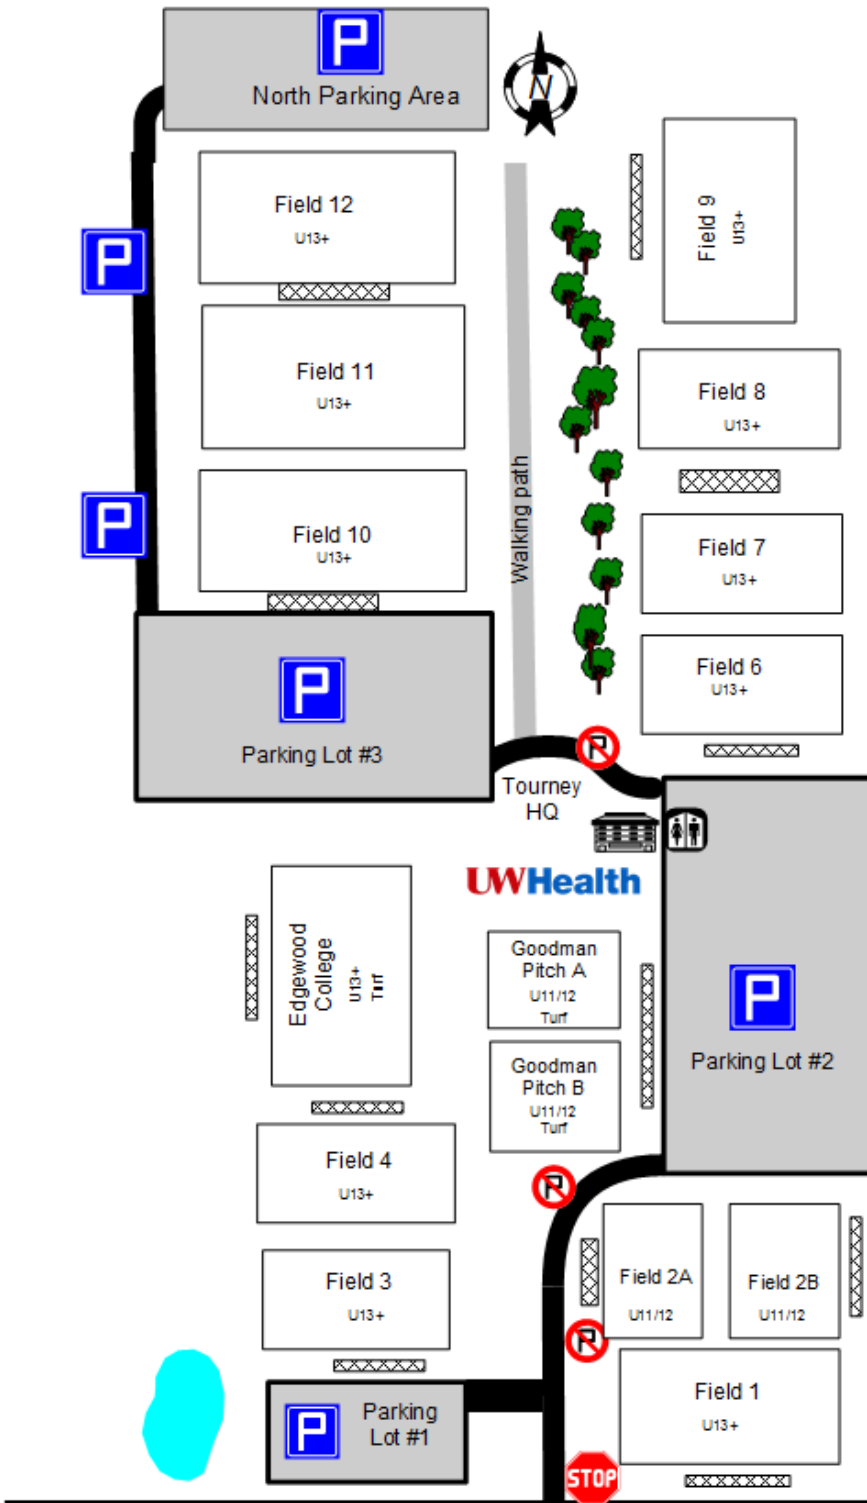 P
North Parking Area
N
Field 12
U13+
Field 9
U13+
P
Field 11
U13+
Field 8
U13+
Walking path
P
Field 10
U13+
Field 7
U13+
Field 6
U13+
P
Parking Lot #3
P
Tourney
HQ
UWHealth
Edgewood
College
U13+
Turf
Goodman
Pitch A
U11/12
Turf
P
Parking Lot #2
Goodman
Pitch B
U11/12
Turf
Field 4
U13+
P
Field 3
U13+
Field 2A
U11/12
Field 2B
U11/12
P
Field 1
U13+
P
Parking
Lot #1
STOP